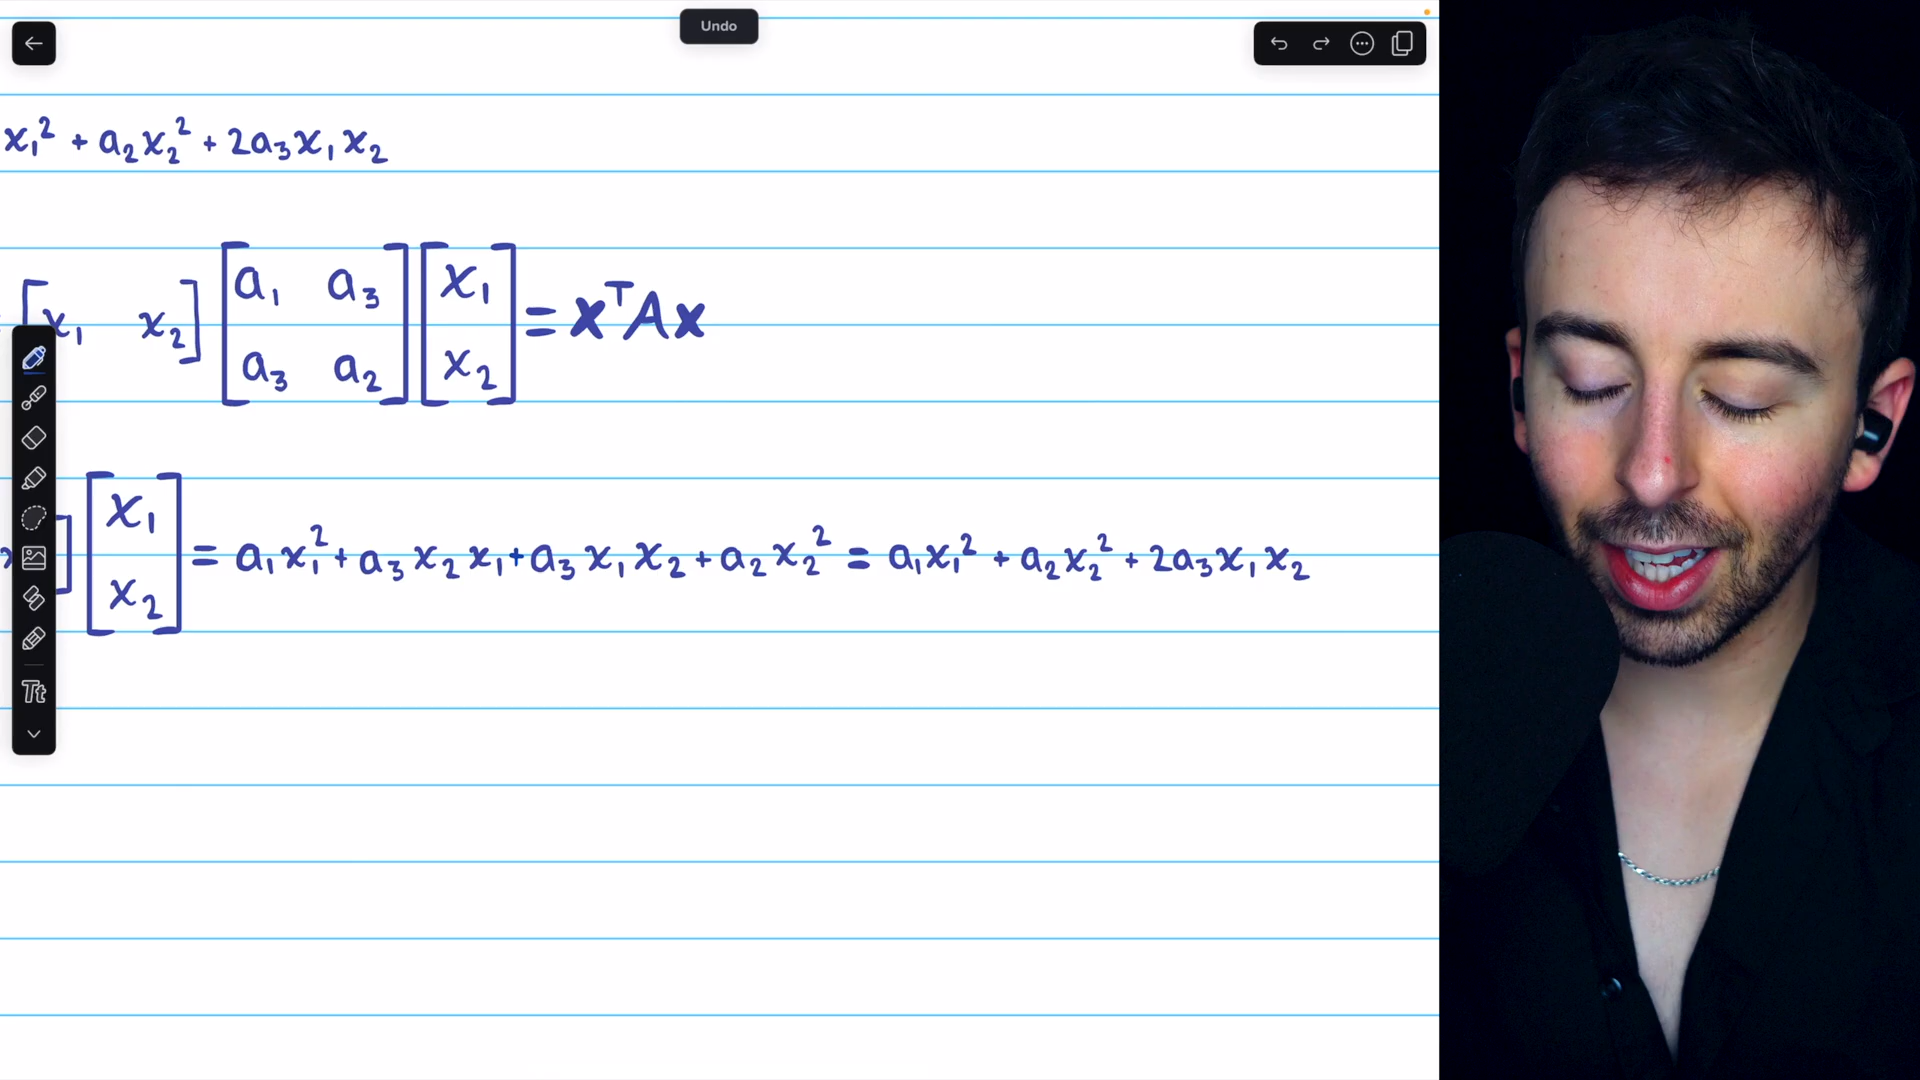 Undo
x₁² + a₂x₂² + 2a₃x₁x₂
[x₁ x₂] [a₁ a₃; a₃ a₂] [x₁; x₂] = xᵀAx
] [x₁; x₂] = a₁x₁² + a₃x₂x₁ + a₃x₁x₂ + a₂x₂² = a₁x₁² + a₂x₂² + 2a₃x₁x₂
Tt